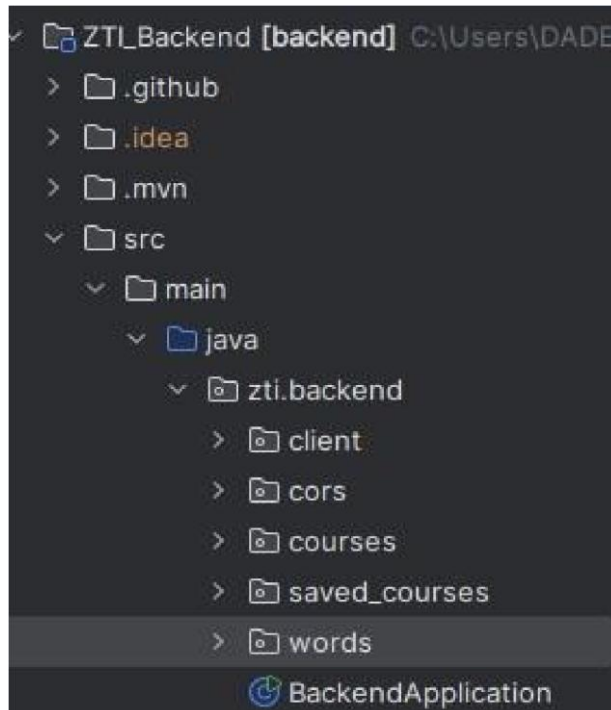 ZTI_Backend [backend] C:\Users\DADE
.github
.idea
.mvn
src
main
java
zti.backend
client
cors
courses
saved_courses
words
BackendApplication